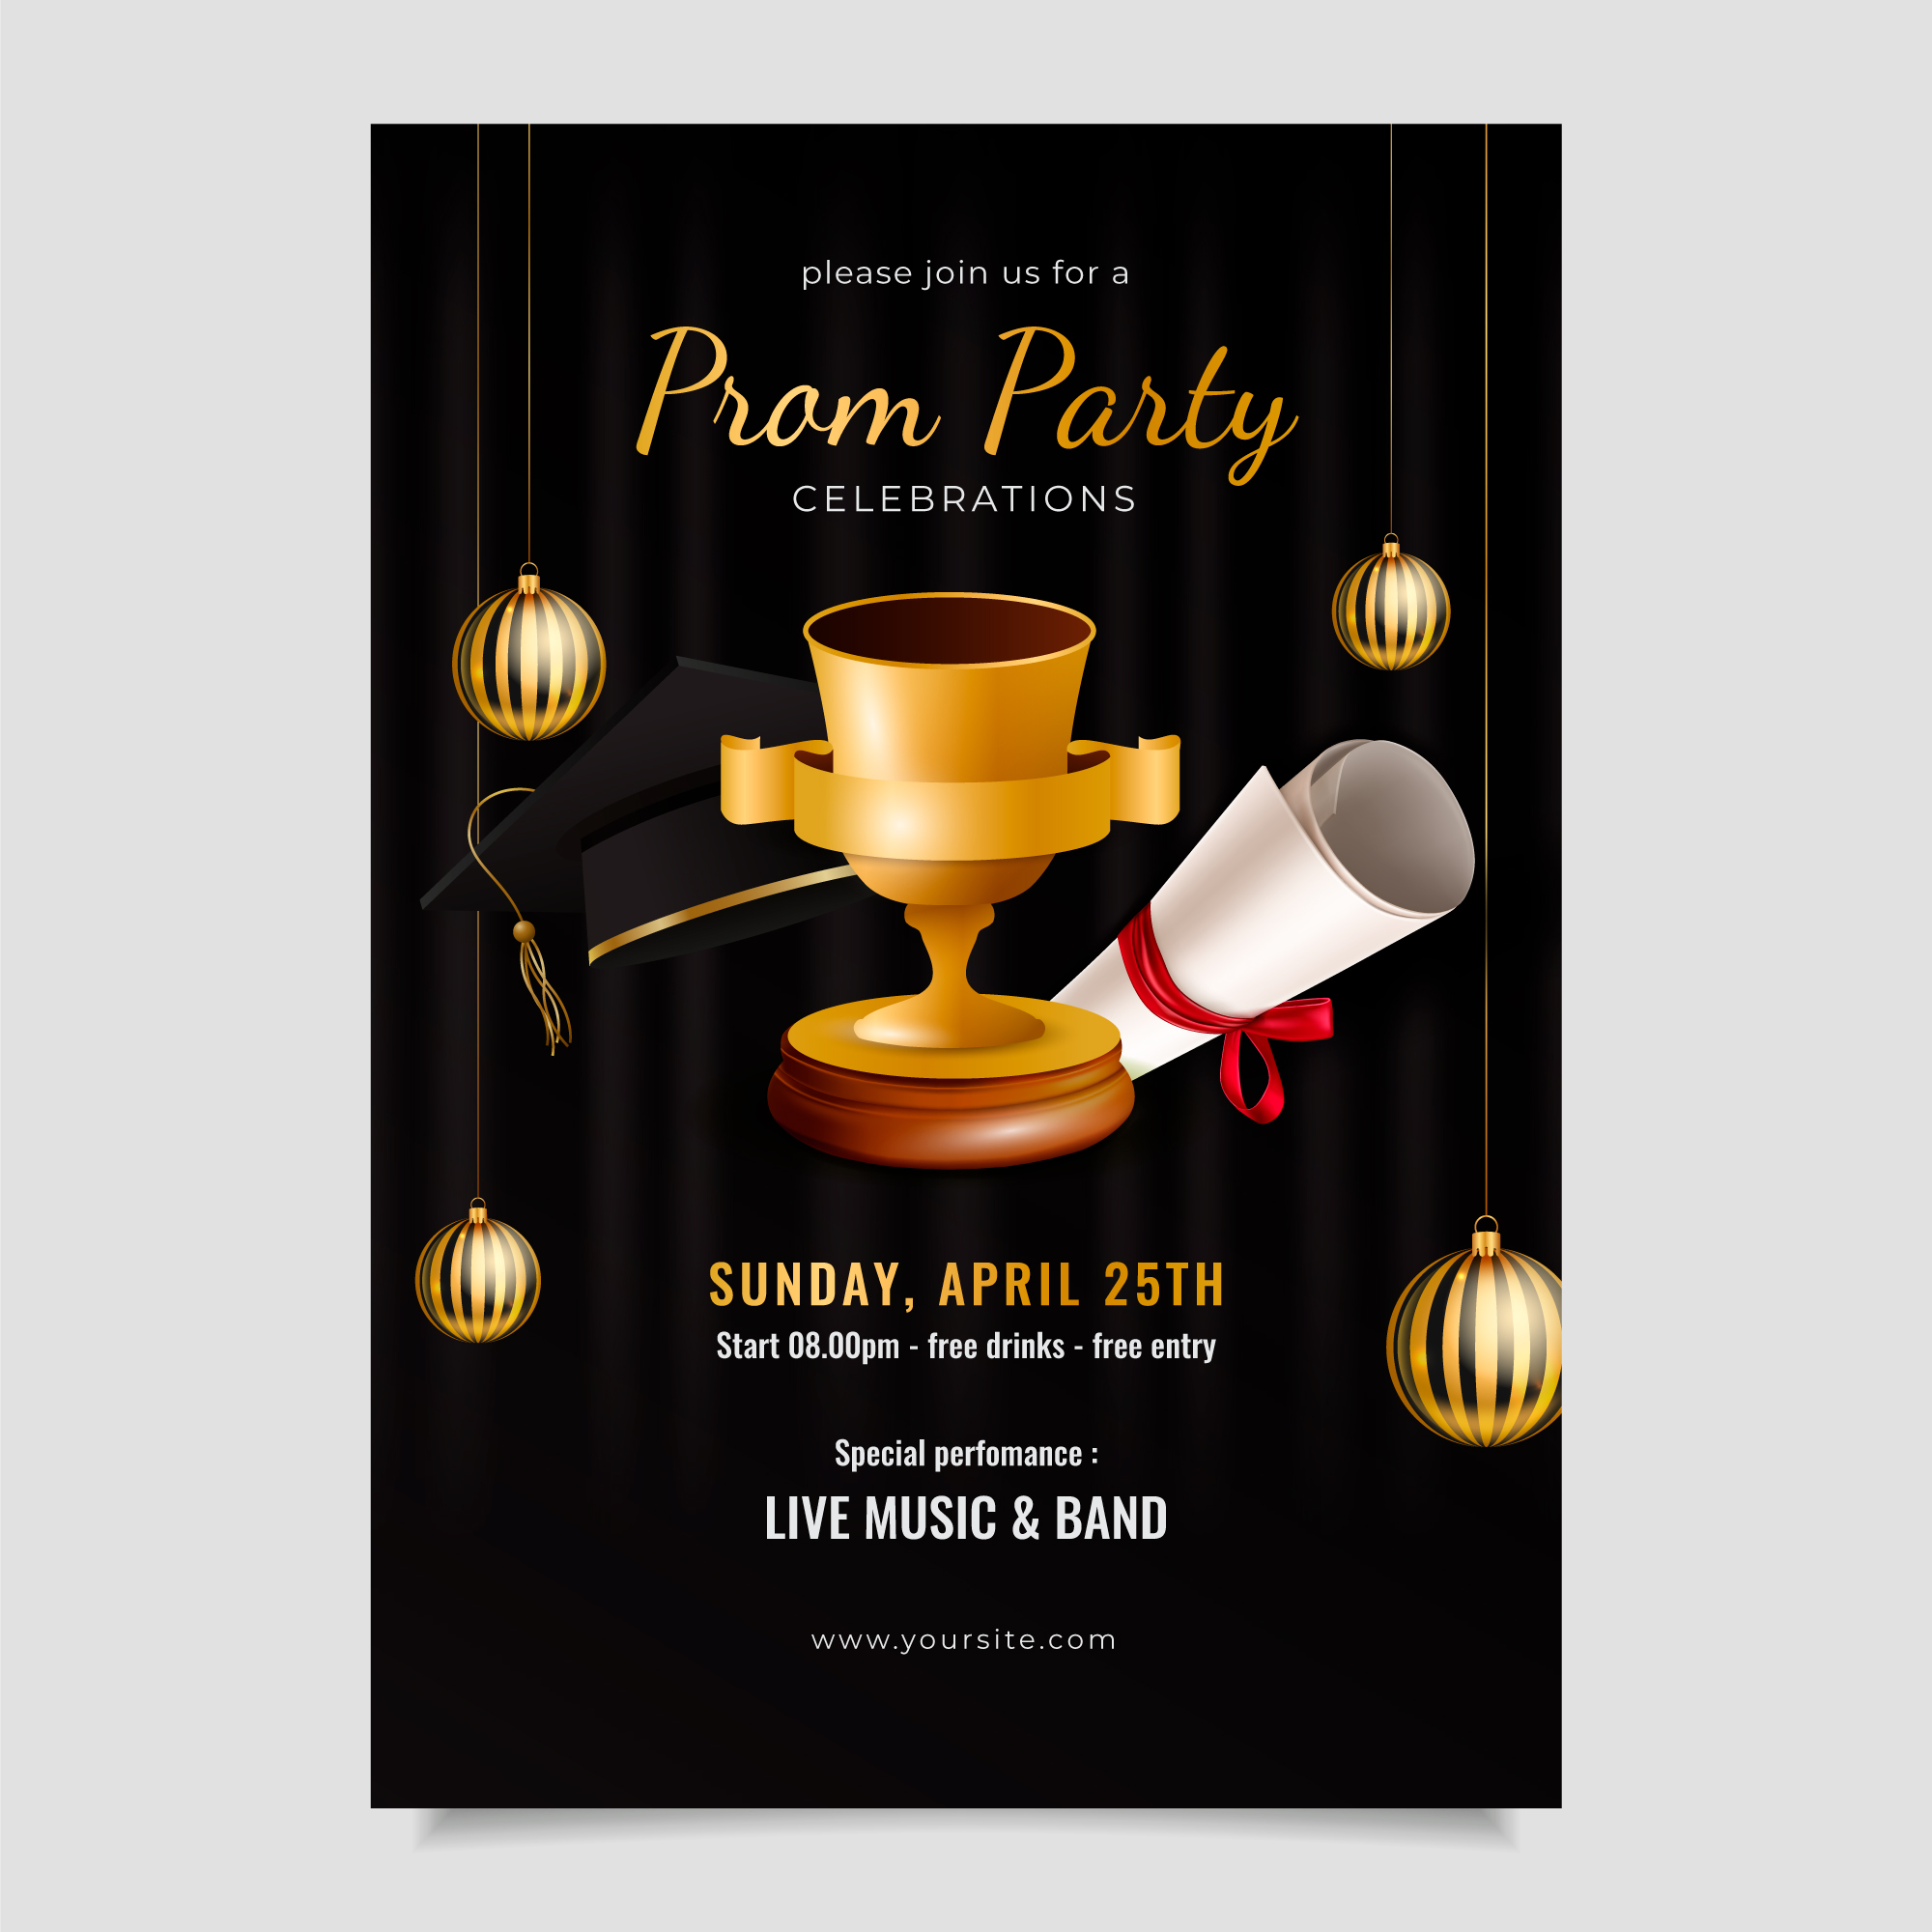 please join us for a
Prom Party
CELEBRATIONS
SUNDAY, APRIL 25TH
Start 08.00pm - free drinks - free entry
Special perfomance :
LIVE MUSIC & BAND
www.yoursite.com